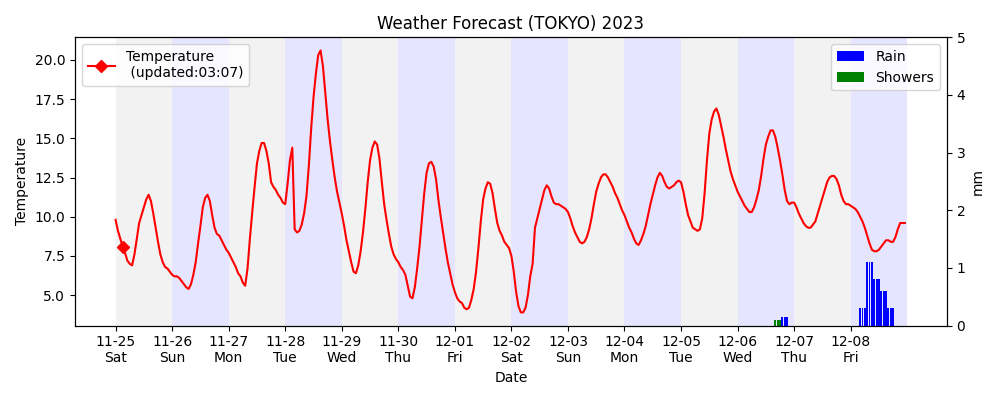 Weather Forecast (TOKYO) 2023
Temperature
(updated:03:07)
Rain
Showers
Temperature
20.0
17.5
15.0
12.5
10.0
7.5
5.0
5
4
3
2
1
0
mm
11-25 11-26 11-27 11-28 11-29 11-30 12-01 12-02 12-03 12-04 12-05 12-06 12-07 12-08
Sat Sun Mon Tue Wed Thu Fri Sat Sun Mon Tue Wed Thu Fri
Date